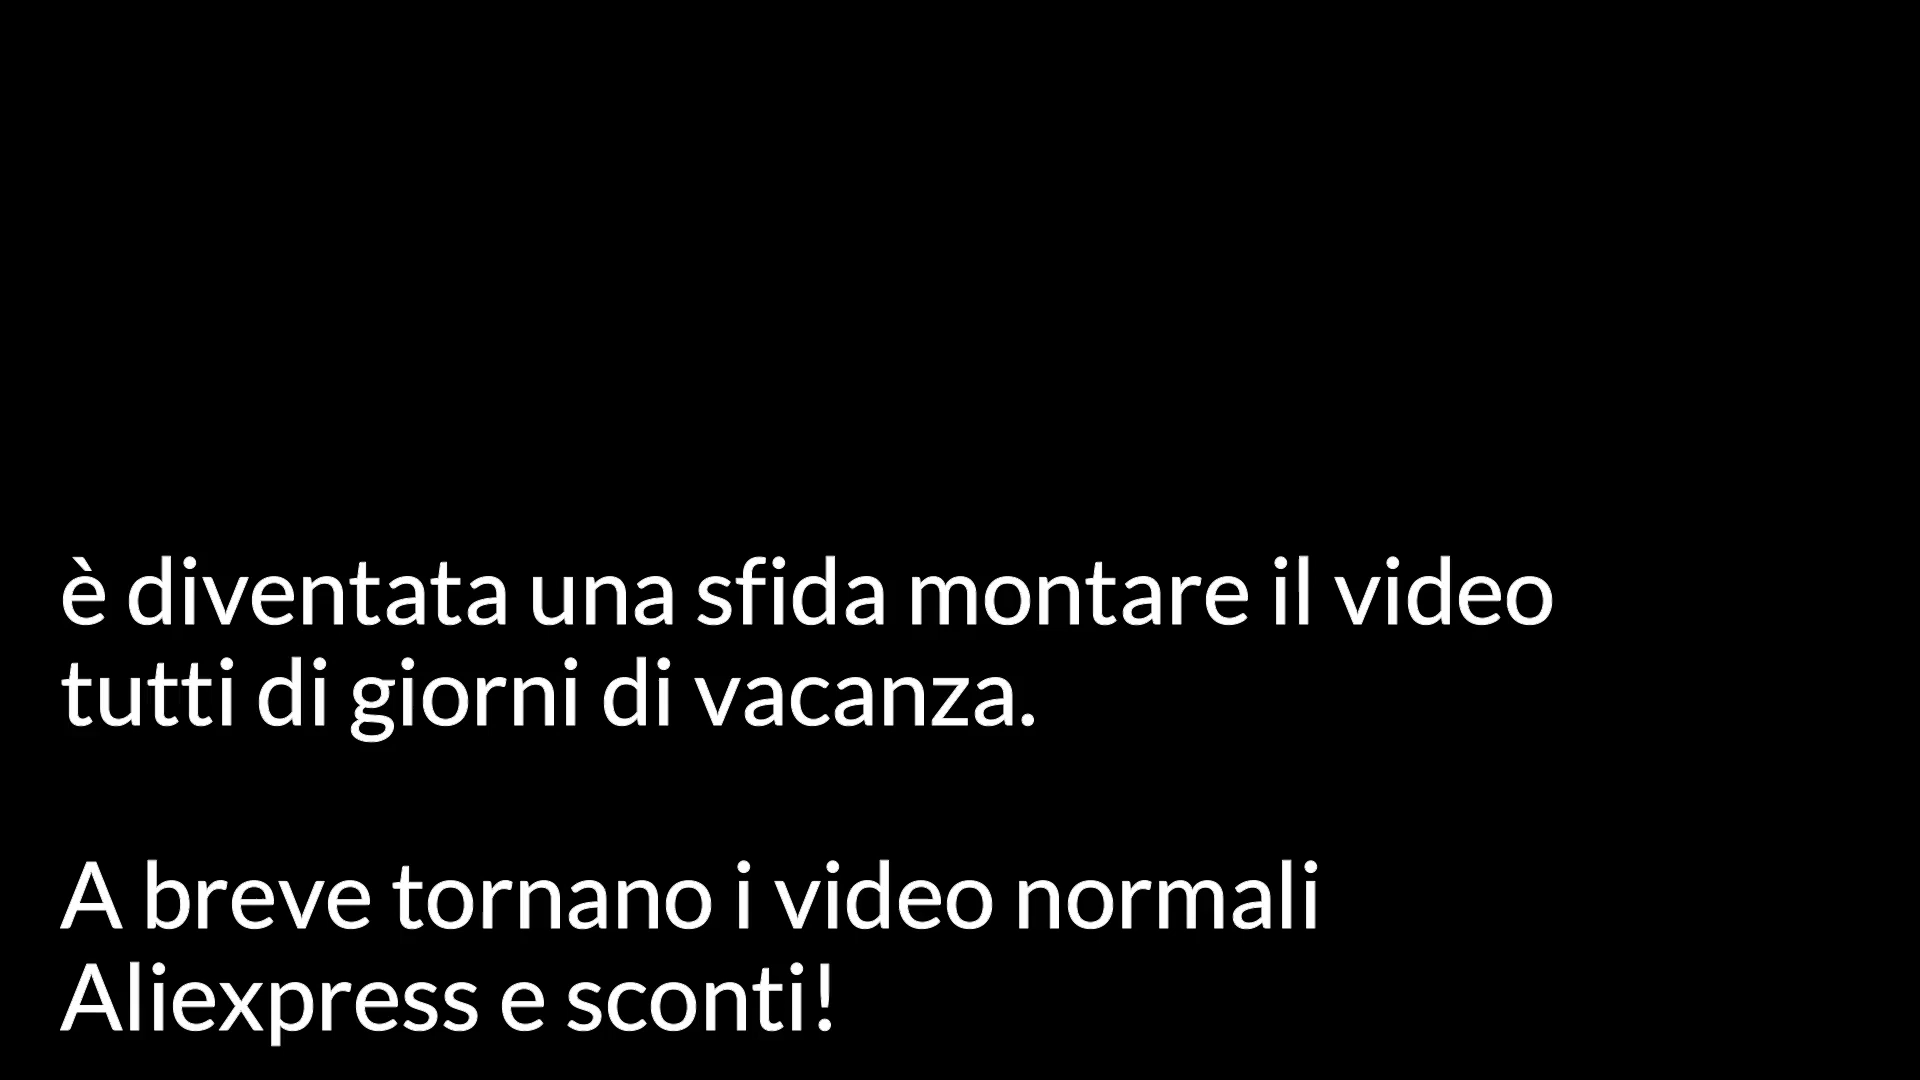 è diventata una sfida montare il video
tutti di giorni di vacanza.
A breve tornano i video normali
Aliexpress e sconti!